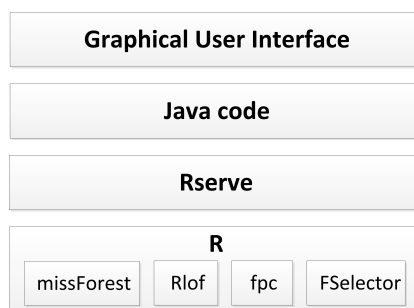 Graphical User Interface
Java code
Rserve
R
missForest Rlof fpc FSelector